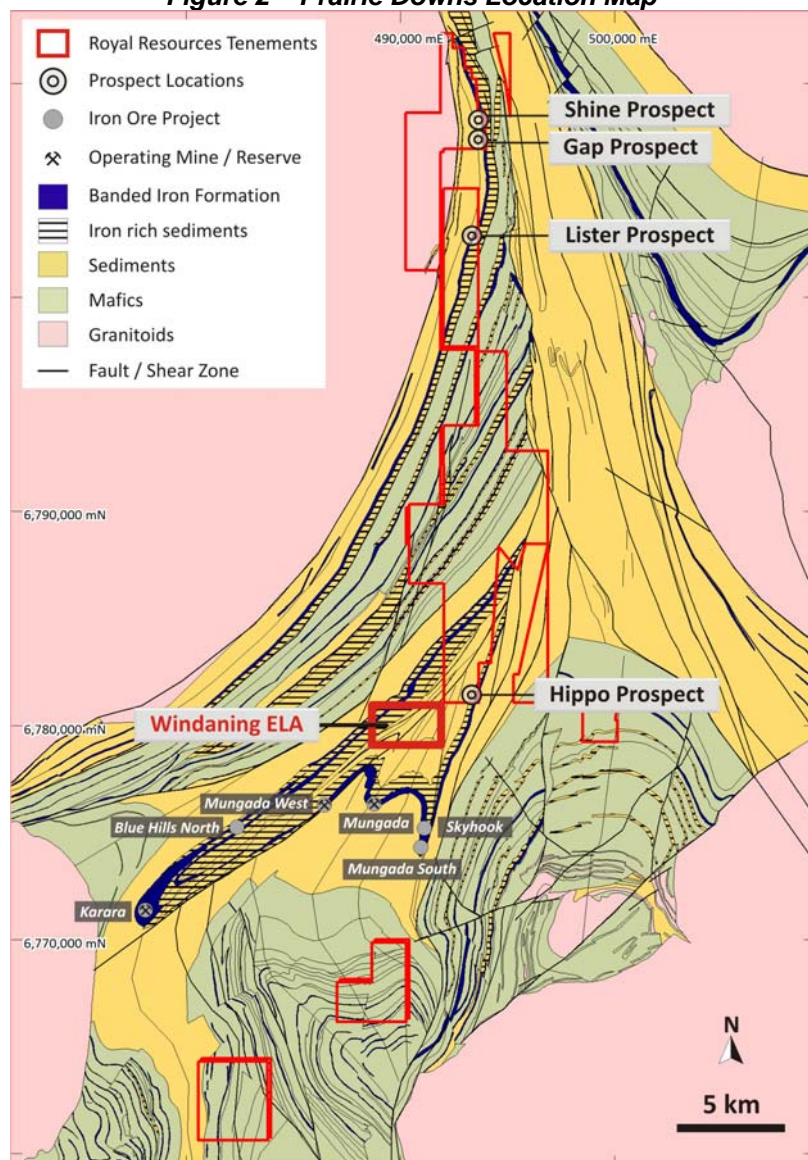 Figure 2 – Prairie Downs Location Map
490,000 mE
500,000 mE
Royal Resources Tenements
Prospect Locations
Iron Ore Project
Operating Mine / Reserve
Banded Iron Formation
Iron rich sediments
Sediments
Mafics
Granitoids
Fault / Shear Zone
Shine Prospect
Gap Prospect
Lister Prospect
6,790,000 mN
Hippo Prospect
Windaning ELA
6,780,000 mN
Mungada West
Blue Hills North
Mungada
Skyhook
Mungada South
Karara
6,770,000 mN
N
5 km